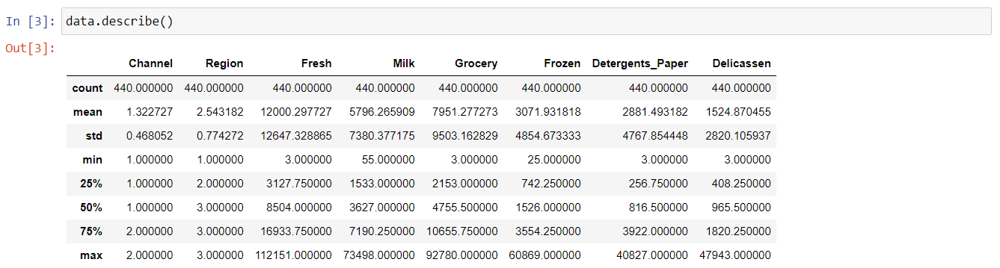 In [3]: data.describe()
Out[3]:
Channel Region Fresh Milk Grocery Frozen Detergents_Paper Delicassen
count 440.000000 440.000000 440.000000 440.000000 440.000000 440.000000 440.000000 440.000000
mean 1.322727 2.543182 12000.297727 5796.265909 7951.277273 3071.931818 2881.493182 1524.870455
std 0.468052 0.774272 12647.328865 7380.377175 9503.162829 4854.673333 4767.854448 2820.105937
min 1.000000 1.000000 3.000000 55.000000 3.000000 25.000000 3.000000 3.000000
25% 1.000000 2.000000 3127.750000 1533.000000 2153.000000 742.250000 256.750000 408.250000
50% 1.000000 3.000000 8504.000000 3627.000000 4755.500000 1526.000000 816.500000 965.500000
75% 2.000000 3.000000 16933.750000 7190.250000 10655.750000 3554.250000 3922.000000 1820.250000
max 2.000000 3.000000 112151.000000 73498.000000 92780.000000 60869.000000 40827.000000 47943.000000